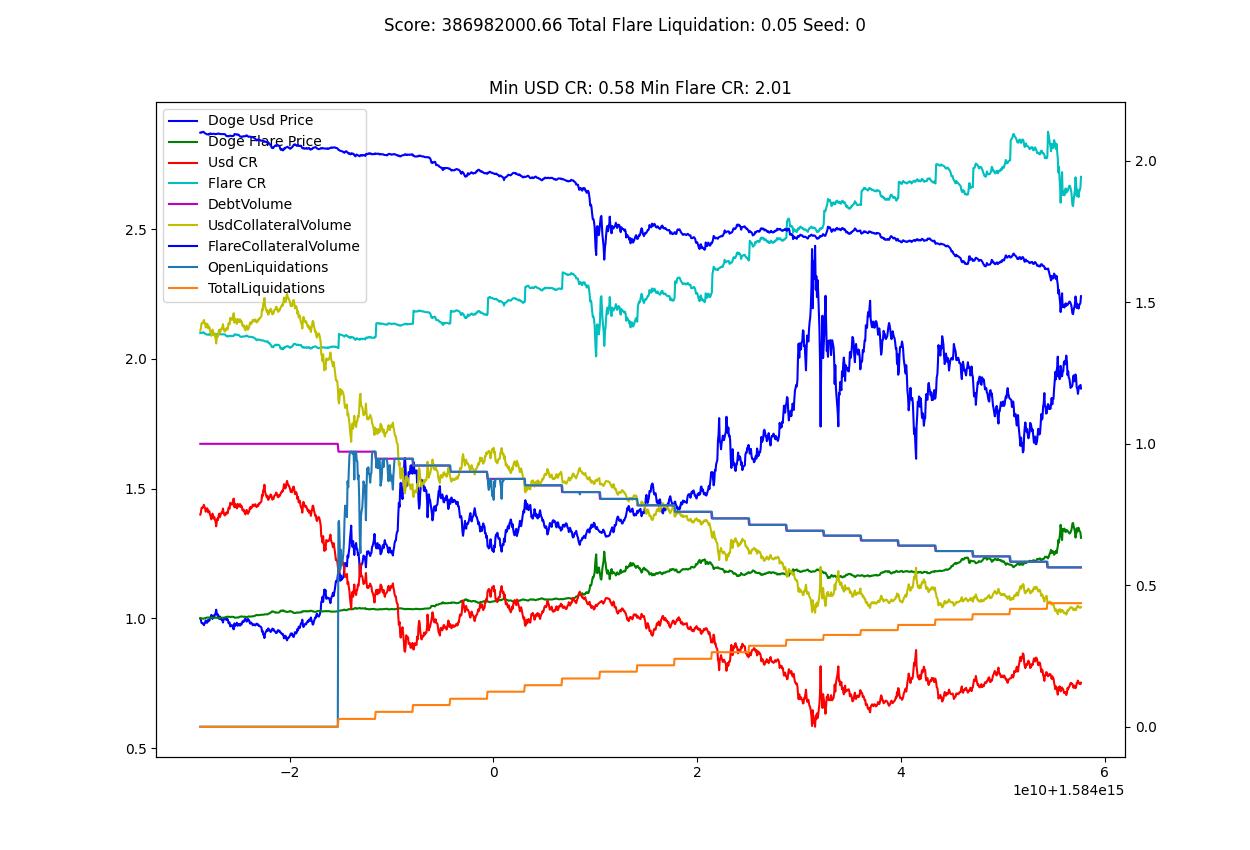 Score: 386982000.66 Total Flare Liquidation: 0.05 Seed: 0
Min USD CR: 0.58 Min Flare CR: 2.01
Doge Usd Price
Doge Flare Price
Usd CR
Flare CR
DebtVolume
UsdCollateralVolume
FlareCollateralVolume
OpenLiquidations
TotalLiquidations
2.5
2.0
1.5
1.0
0.5
2.0
1.5
1.0
0.5
0.0
−2
0
2
4
6
1e10+1.584e15